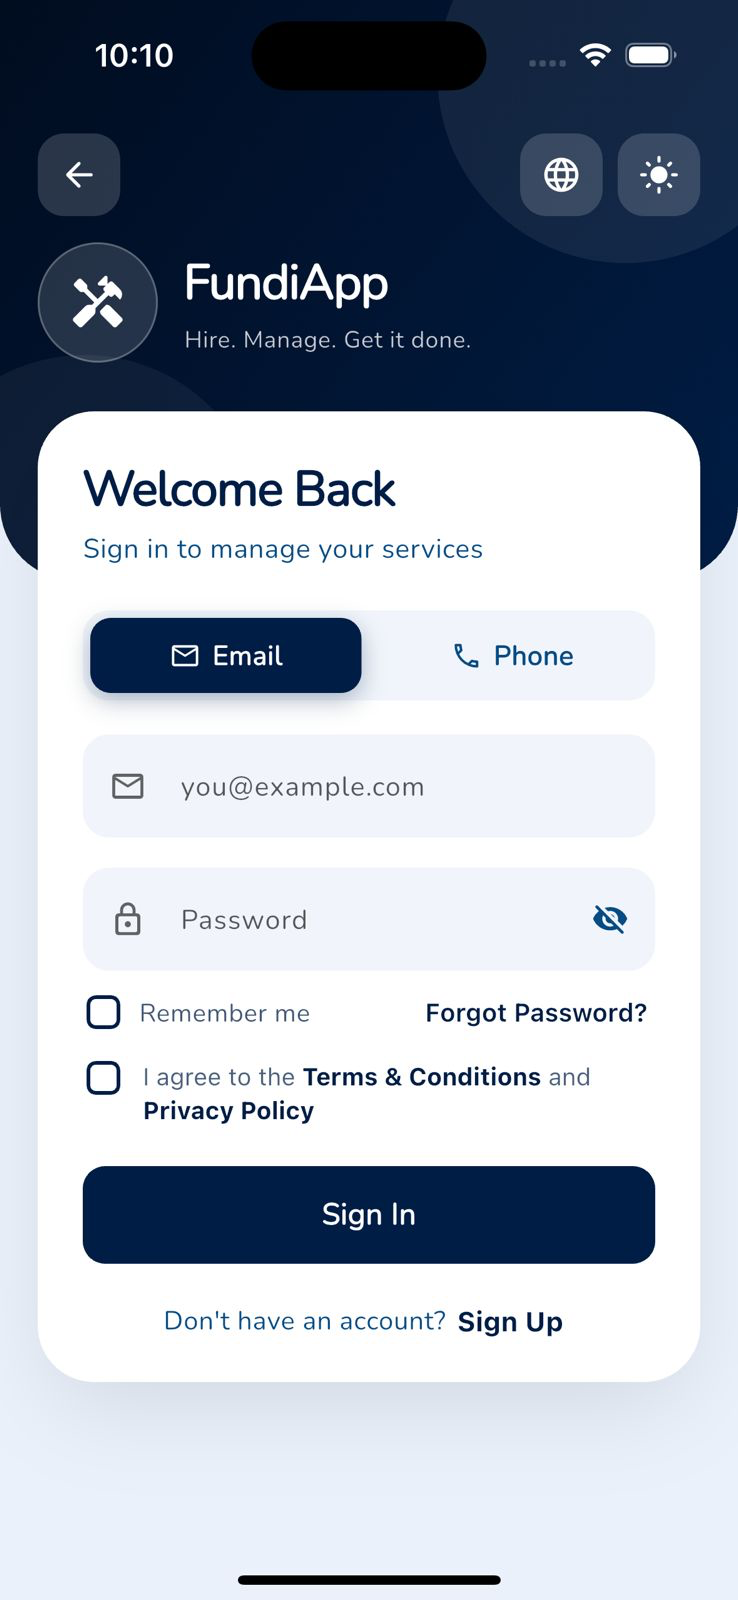 10:10
FundiApp
Hire. Manage. Get it done.
Welcome Back
Sign in to manage your services
Email
Phone
you@example.com
Password
Remember me
Forgot Password?
I agree to the Terms & Conditions and
Privacy Policy
Sign In
Don't have an account? Sign Up